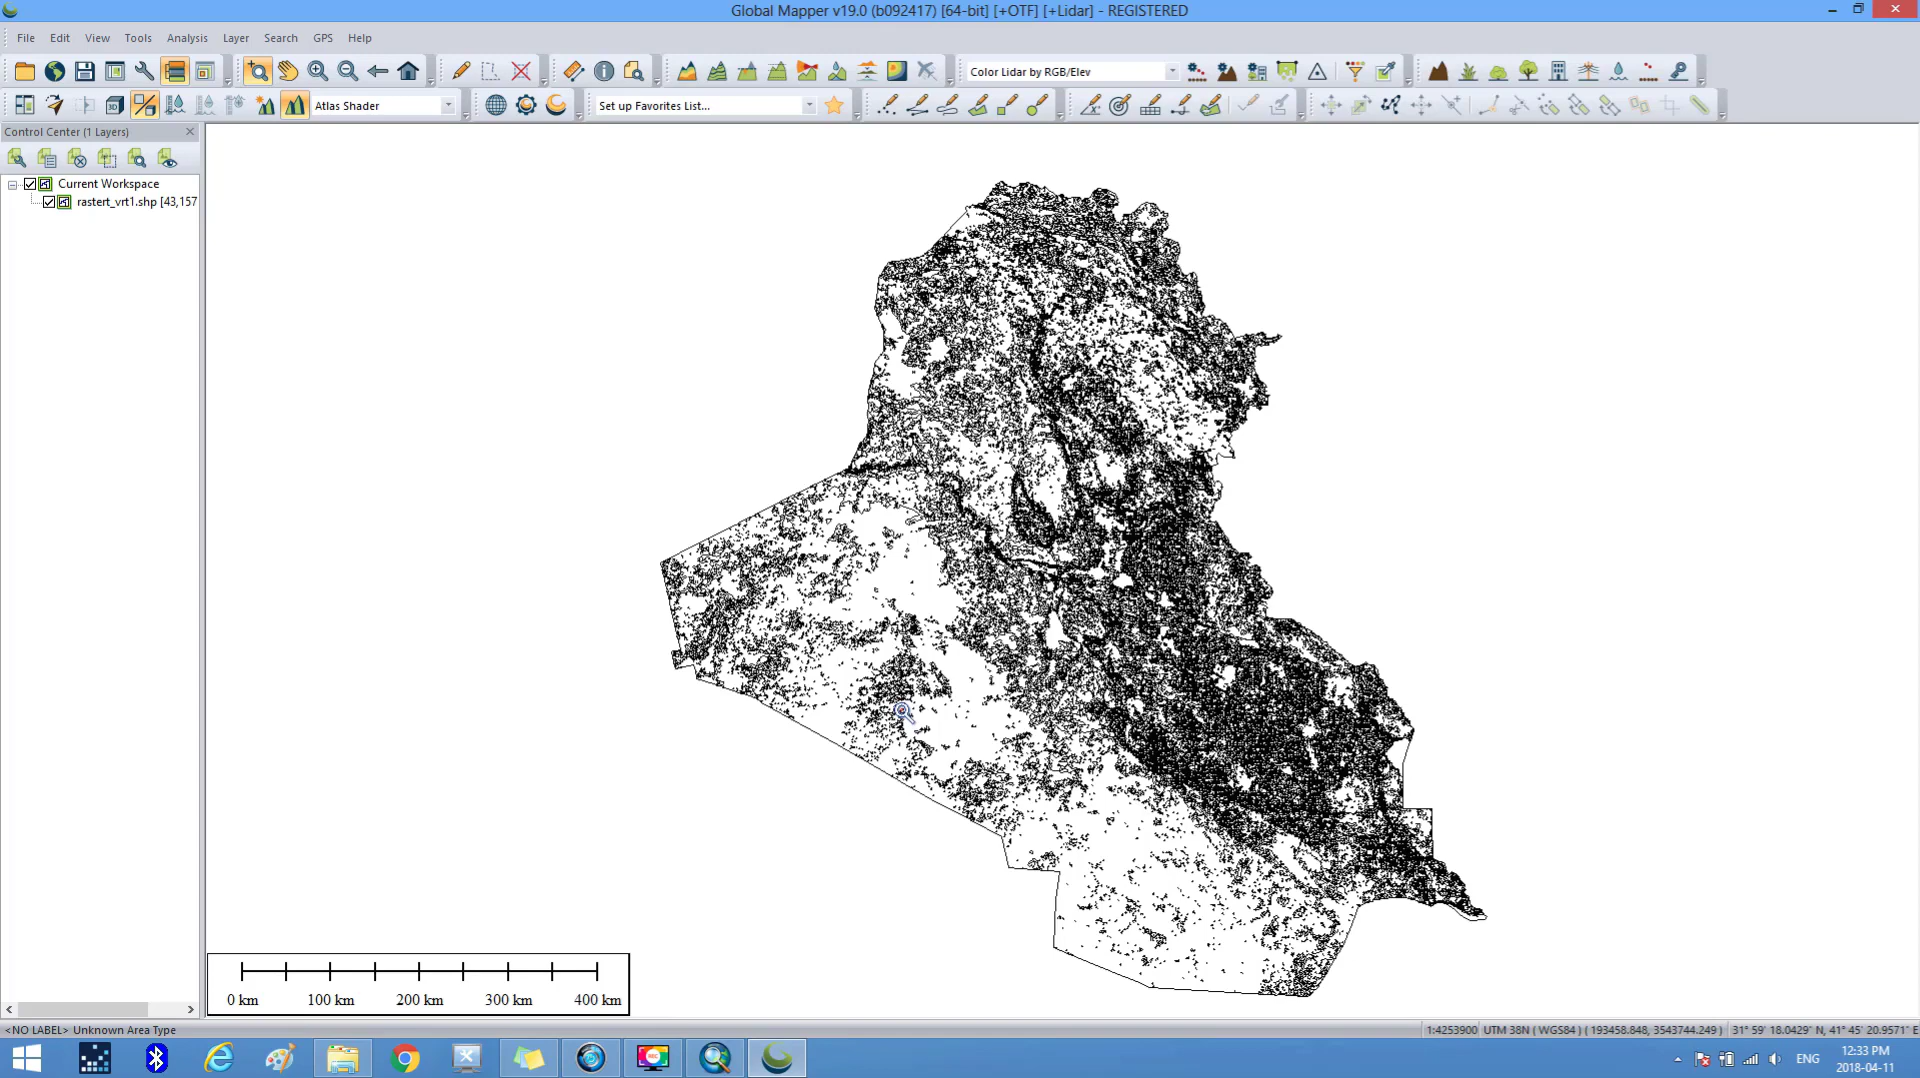 Global Mapper v19.0 (b092417) [64-bit] [+OTF] [+Lidar] - REGISTERED
File Edit View Tools Analysis Layer Search GPS Help
Color Lidar by RGB/Elev
Atlas Shader
Set up Favorites List...
Control Center (1 Layers)
Current Workspace
rastert_vrt1.shp [43,157
0 km 100 km 200 km 300 km 400 km
<NO LABEL> Unknown Area Type
1:4253900 UTM 38N ( WGS84 ) ( 193458.848, 3543744.249 ) 31° 59' 18.0429" N, 41° 45' 20.9571" E
REC
ENG
12:33 PM
2018-04-11